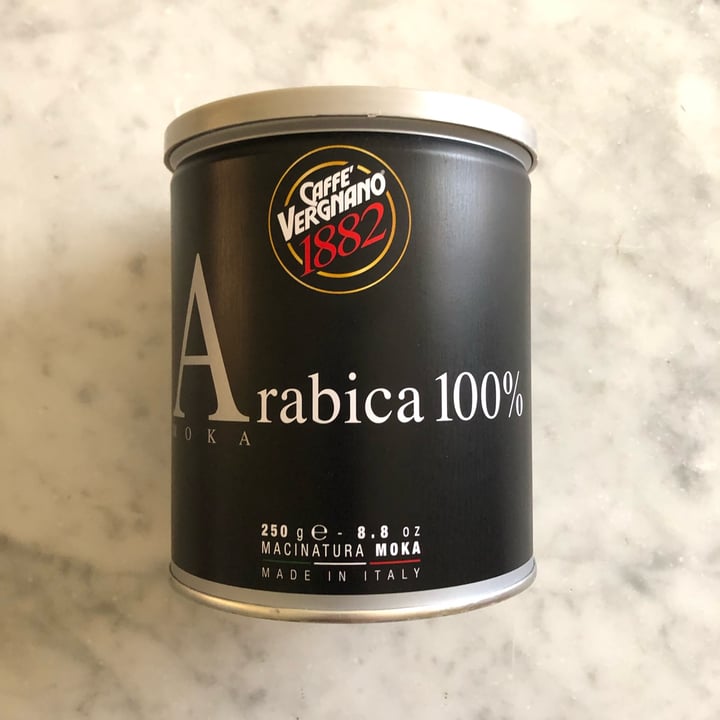 CAFFE'
VERGNANO®
1882
Arabica 100%
MOKA
250 g ℮ - 8.8 oz
MACINATURA MOKA
MADE IN ITALY